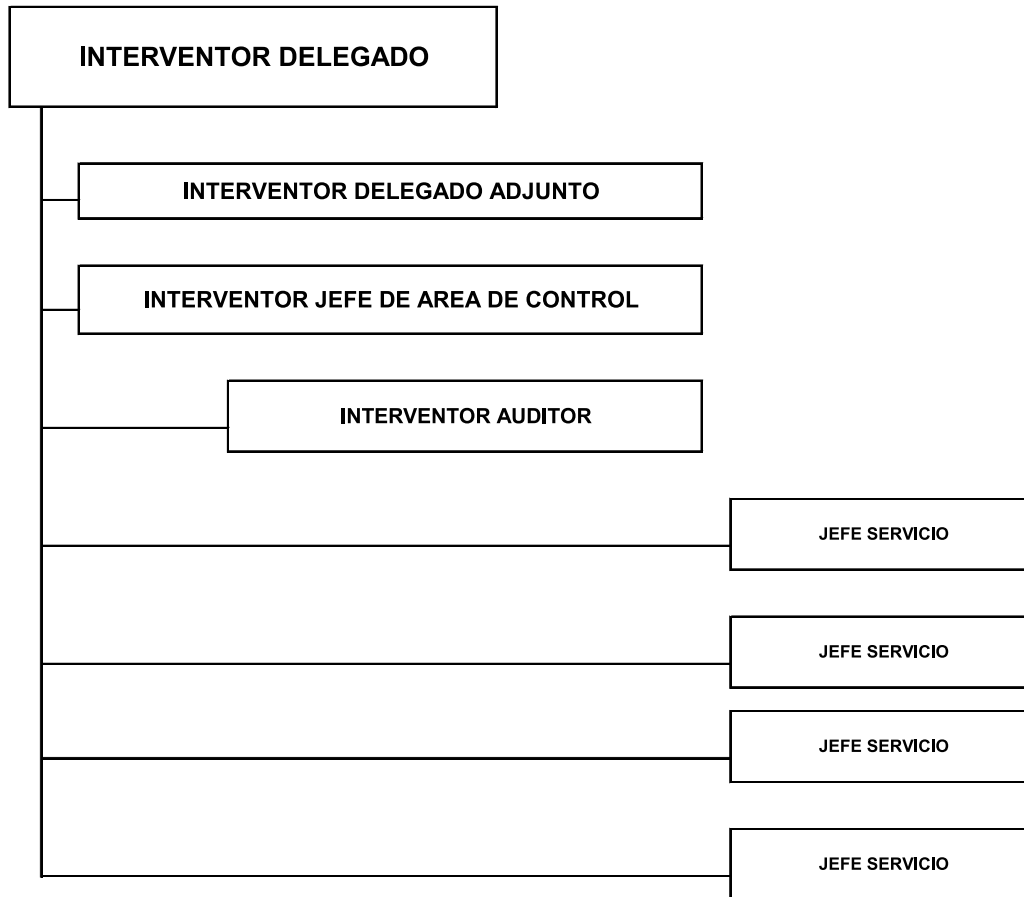 INTERVENTOR DELEGADO
INTERVENTOR DELEGADO ADJUNTO
INTERVENTOR JEFE DE AREA DE CONTROL
INTERVENTOR AUDITOR
JEFE SERVICIO
JEFE SERVICIO
JEFE SERVICIO
JEFE SERVICIO